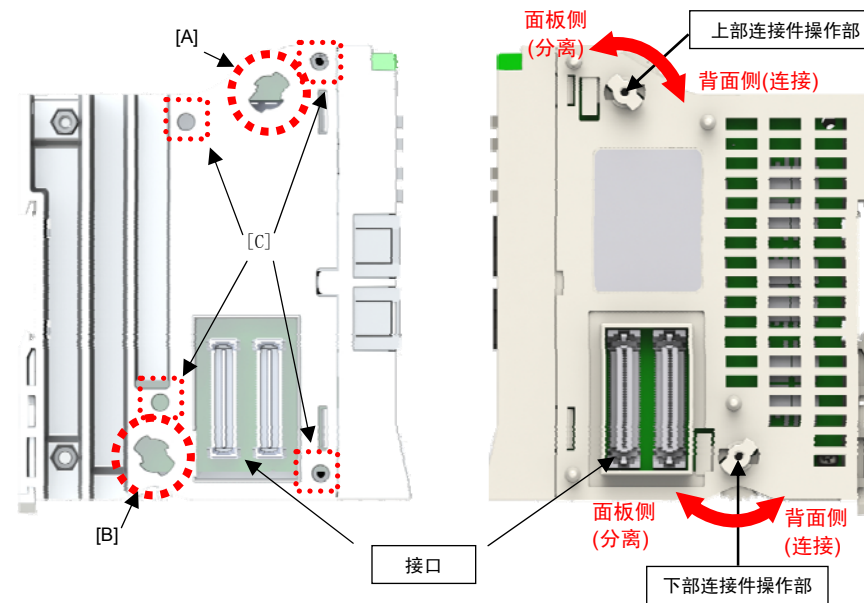 [A]
[C]
[B]
接口
面板侧
(分离)
上部连接件操作部
背面侧(连接)
面板侧
(分离)
背面侧
(连接)
下部连接件操作部